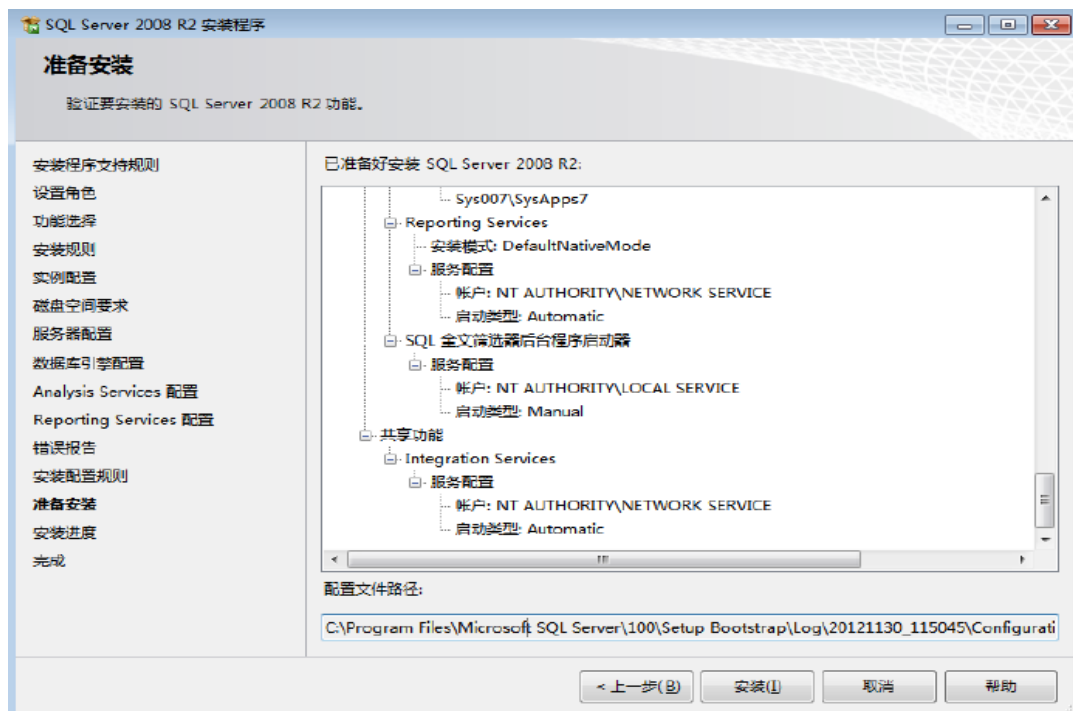 SQL Server 2008 R2 安装程序
准备安装
验证要安装的 SQL Server 2008 R2 功能。
安装程序支持规则
设置角色
功能选择
安装规则
实例配置
磁盘空间要求
服务器配置
数据库引擎配置
Analysis Services 配置
Reporting Services 配置
错误报告
安装配置规则
准备安装
安装进度
完成
已准备好安装 SQL Server 2008 R2:
Sys007\SysApps7
Reporting Services
安装模式: DefaultNativeMode
服务配置
帐户: NT AUTHORITY\NETWORK SERVICE
启动类型: Automatic
SQL 全文筛选器后台程序启动器
服务配置
帐户: NT AUTHORITY\LOCAL SERVICE
启动类型: Manual
共享功能
Integration Services
服务配置
帐户: NT AUTHORITY\NETWORK SERVICE
启动类型: Automatic
配置文件路径:
C:\Program Files\Microsoft SQL Server\100\Setup Bootstrap\Log\20121130_115045\Configurati
< 上一步(B)
安装(I)
取消
帮助